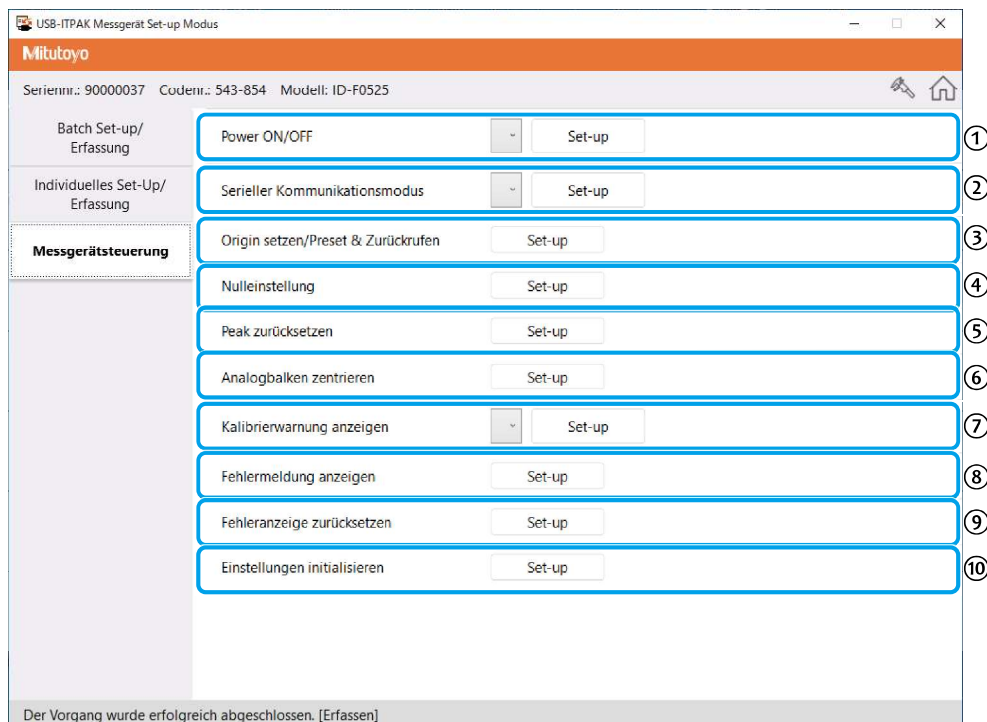 USB-ITPAK Messgerät Set-up Modus
Mitutoyo
Seriennr.: 90000037 Codenr.: 543-854 Modell: ID-F0525
Batch Set-up/
Erfassung
Individuelles Set-Up/
Erfassung
Messgerätsteuerung
Power ON/OFF Set-up ①
Serieller Kommunikationsmodus Set-up ②
Origin setzen/Preset & Zurückrufen Set-up ③
Nulleinstellung Set-up ④
Peak zurücksetzen Set-up ⑤
Analogbalken zentrieren Set-up ⑥
Kalibrierwarnung anzeigen Set-up ⑦
Fehlermeldung anzeigen Set-up ⑧
Fehleranzeige zurücksetzen Set-up ⑨
Einstellungen initialisieren Set-up ⑩
Der Vorgang wurde erfolgreich abgeschlossen. [Erfassen]